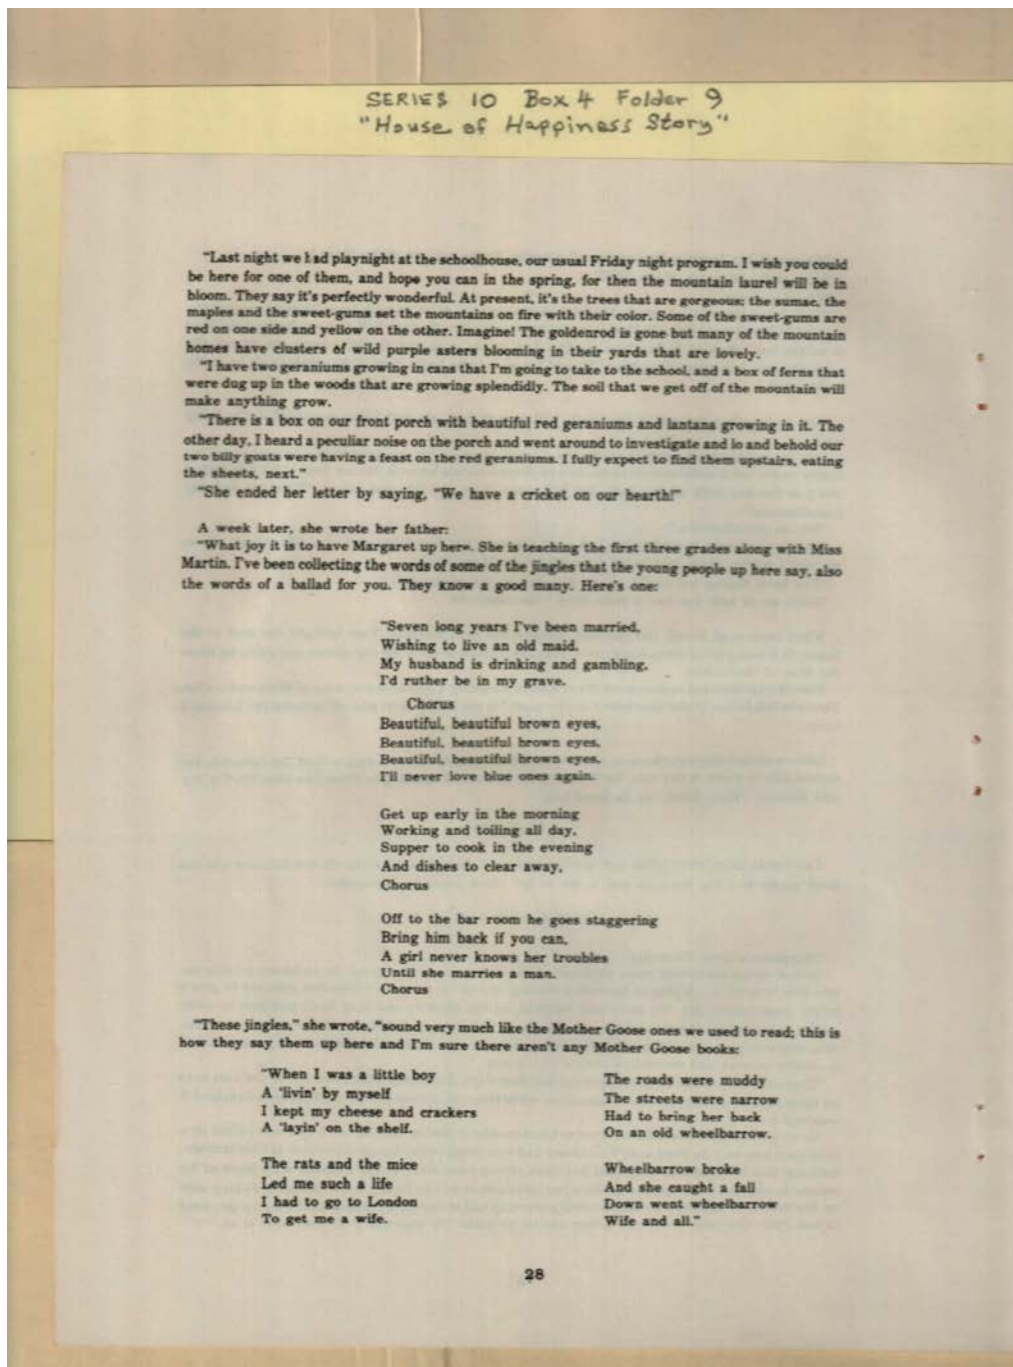 SERIES 10 Box 4 Folder 9
"House of Happiness Story"
"Last night we had playnight at the schoolhouse, our usual Friday night program. I wish you could
be here for one of them, and hope you can in the spring, for then the mountain laurel will be in
bloom. They say it's perfectly wonderful. At present, it's the trees that are gorgeous; the sumac, the
maples and the sweet-gums set the mountains on fire with their color. Some of the sweet-gums are
red on one side and yellow on the other. Imagine! The goldenrod is gone but many of the mountain
homes have clusters of wild purple asters blooming in their yards that are lovely.
"I have two geraniums growing in cans that I'm going to take to the school, and a box of ferns that
were dug up in the woods that are growing splendidly. The soil that we get off of the mountain will
make anything grow.
"There is a box on our front porch with beautiful red geraniums and lantana growing in it. The
other day, I heard a peculiar noise on the porch and went around to investigate and lo and behold our
two billy goats were having a feast on the red geraniums. I fully expect to find them upstairs, eating
the sheets, next."
"She ended her letter by saying, "We have a cricket on our hearth!"
A week later, she wrote her father:
"What joy it is to have Margaret up here. She is teaching the first three grades along with Miss
Martin. I've been collecting the words of some of the jingles that the young people up here say, also
the words of a ballad for you. They know a good many. Here's one:
"Seven long years I've been married,
Wishing to live an old maid.
My husband is drinking and gambling,
I'd ruther be in my grave.
Chorus
Beautiful, beautiful brown eyes,
Beautiful, beautiful brown eyes,
Beautiful, beautiful brown eyes,
I'll never love blue ones again.
Get up early in the morning
Working and toiling all day,
Supper to cook in the evening
And dishes to clear away,
Chorus
Off to the bar room he goes staggering
Bring him back if you can,
A girl never knows her troubles
Until she marries a man.
Chorus
"These jingles," she wrote, "sound very much like the Mother Goose ones we used to read; this is
how they say them up here and I'm sure there aren't any Mother Goose books:
"When I was a little boy
A 'livin' by myself
I kept my cheese and crackers
A 'layin' on the shelf.
The rats and the mice
Led me such a life
I had to go to London
To get me a wife.
The roads were muddy
The streets were narrow
Had to bring her back
On an old wheelbarrow.
Wheelbarrow broke
And she caught a fall
Down went wheelbarrow
Wife and all."
28